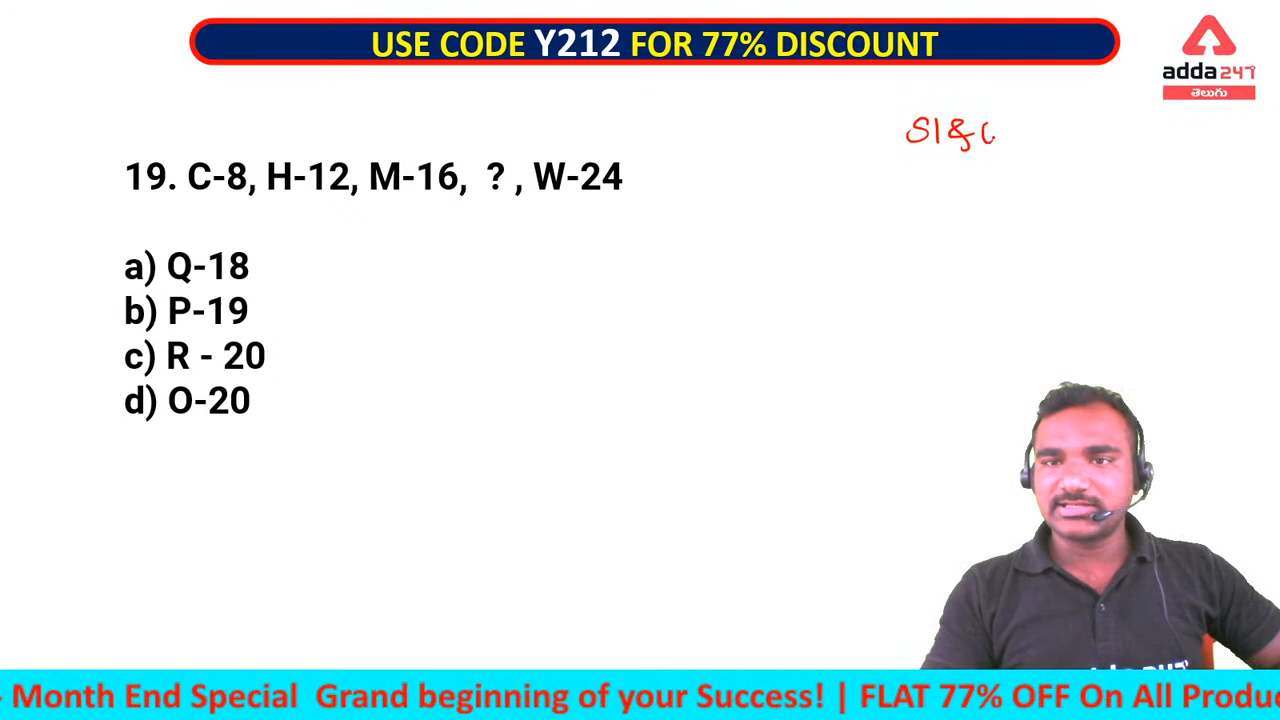 USE CODE Y212 FOR 77% DISCOUNT
adda247
తెలుగు
19. C-8, H-12, M-16, ? , W-24
a) Q-18
b) P-19
c) R - 20
d) O-20
- Month End Special Grand beginning of your Success! | FLAT 77% OFF On All Produc